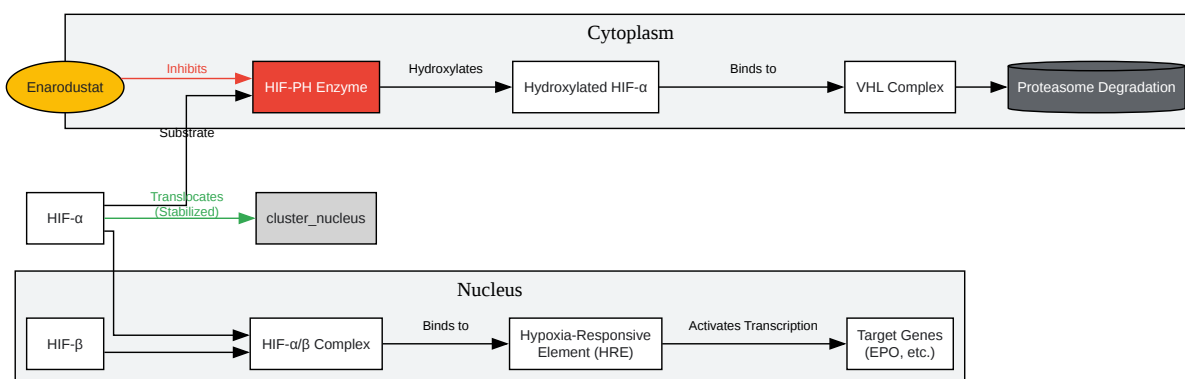 Cytoplasm
Enarodustat
Inhibits
HIF-PH Enzyme
Hydroxylates
Hydroxylated HIF-α
Binds to
VHL Complex
Proteasome Degradation
Substrate
HIF-α
Translocates
(Stabilized)
cluster_nucleus
Nucleus
HIF-β
HIF-α/β Complex
Binds to
Hypoxia-Responsive
Element (HRE)
Activates Transcription
Target Genes
(EPO, etc.)